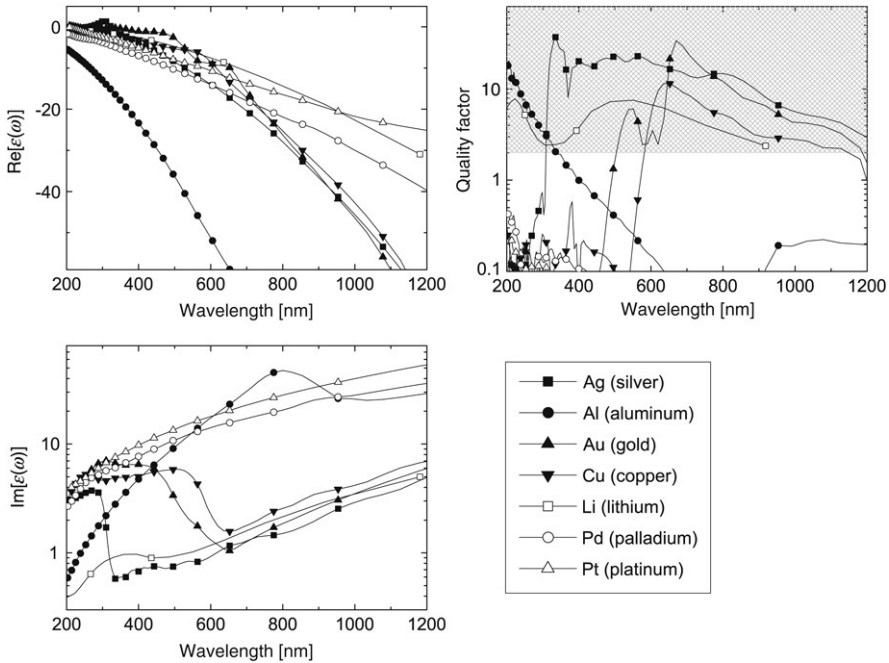 0
-20
-40
Re[ε(ω)]
200 400 600 800 1000 1200
Wavelength [nm]
10
1
0.1
Quality factor
200 400 600 800 1000 1200
Wavelength [nm]
10
1
Im[ε(ω)]
200 400 600 800 1000 1200
Wavelength [nm]
Ag (silver)
Al (aluminum)
Au (gold)
Cu (copper)
Li (lithium)
Pd (palladium)
Pt (platinum)